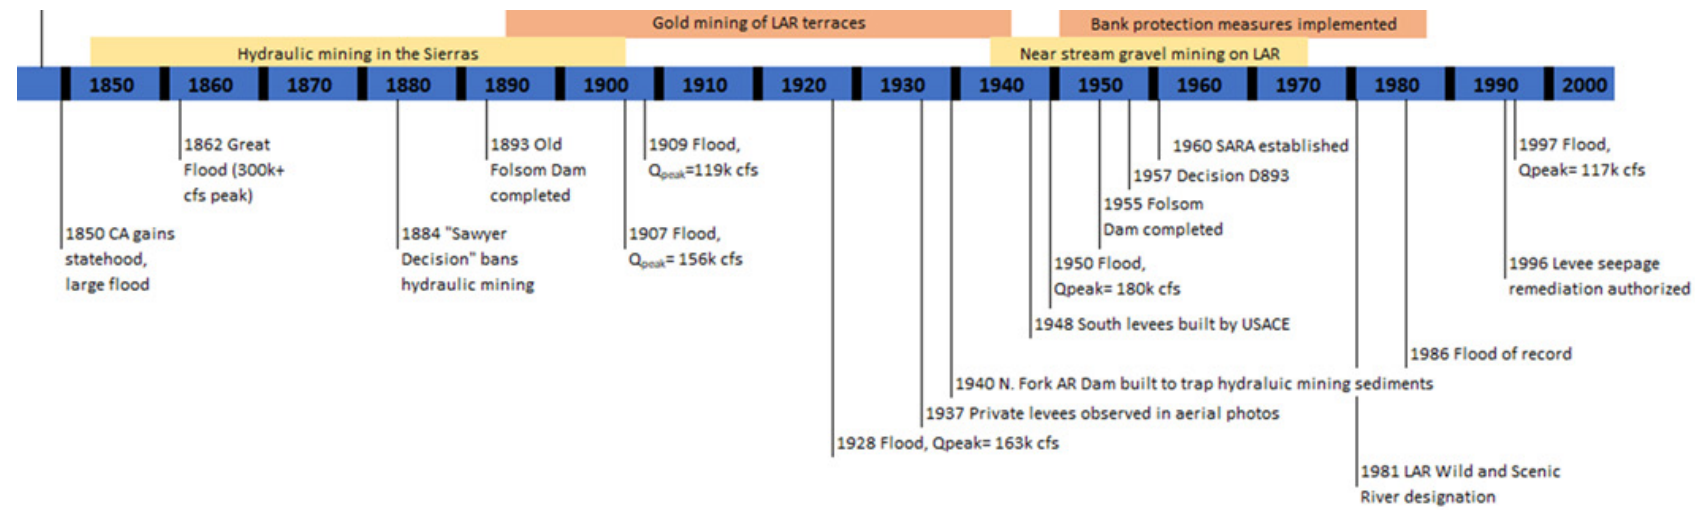 Gold mining of LAR terraces
Bank protection measures implemented
Hydraulic mining in the Sierras
Near stream gravel mining on LAR
1850 1860 1870 1880 1890 1900 1910 1920 1930 1940 1950 1960 1970 1980 1990 2000
1862 Great
Flood (300k+
cfs peak)
1893 Old
Folsom Dam
completed
1909 Flood,
Qpeak=119k cfs
1960 SARA established
1957 Decision D893
1955 Folsom
Dam completed
1997 Flood,
Qpeak= 117k cfs
1850 CA gains
statehood,
large flood
1884 "Sawyer
Decision" bans
hydraulic mining
1907 Flood,
Qpeak= 156k cfs
1950 Flood,
Qpeak= 180k cfs
1996 Levee seepage
remediation authorized
1948 South levees built by USACE
1986 Flood of record
1940 N. Fork AR Dam built to trap hydraluic mining sediments
1937 Private levees observed in aerial photos
1928 Flood, Qpeak= 163k cfs
1981 LAR Wild and Scenic
River designation